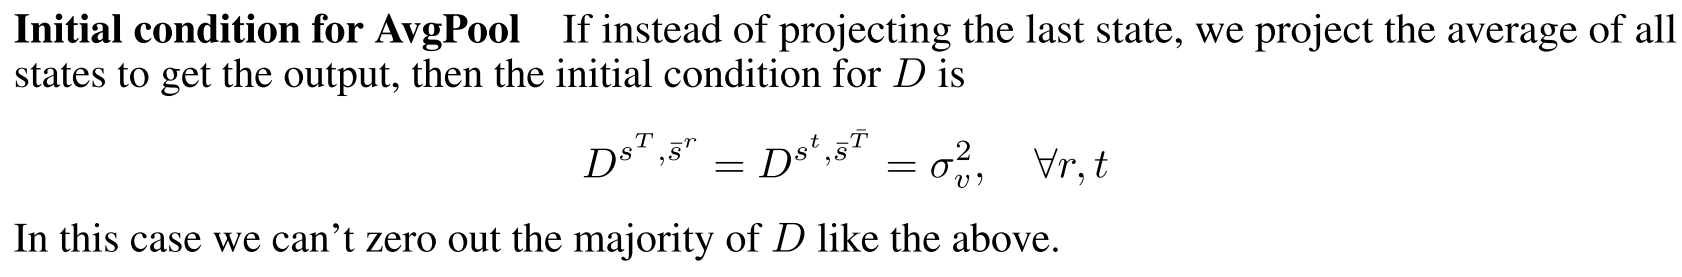 Initial condition for AvgPool If instead of projecting the last state, we project the average of all
states to get the output, then the initial condition for $D$ is
$D^{s^T, \bar{s}^r} = D^{s^t, \bar{s}^{\bar{T}}} = \sigma_v^2, \quad \forall r, t$
In this case we can't zero out the majority of $D$ like the above.